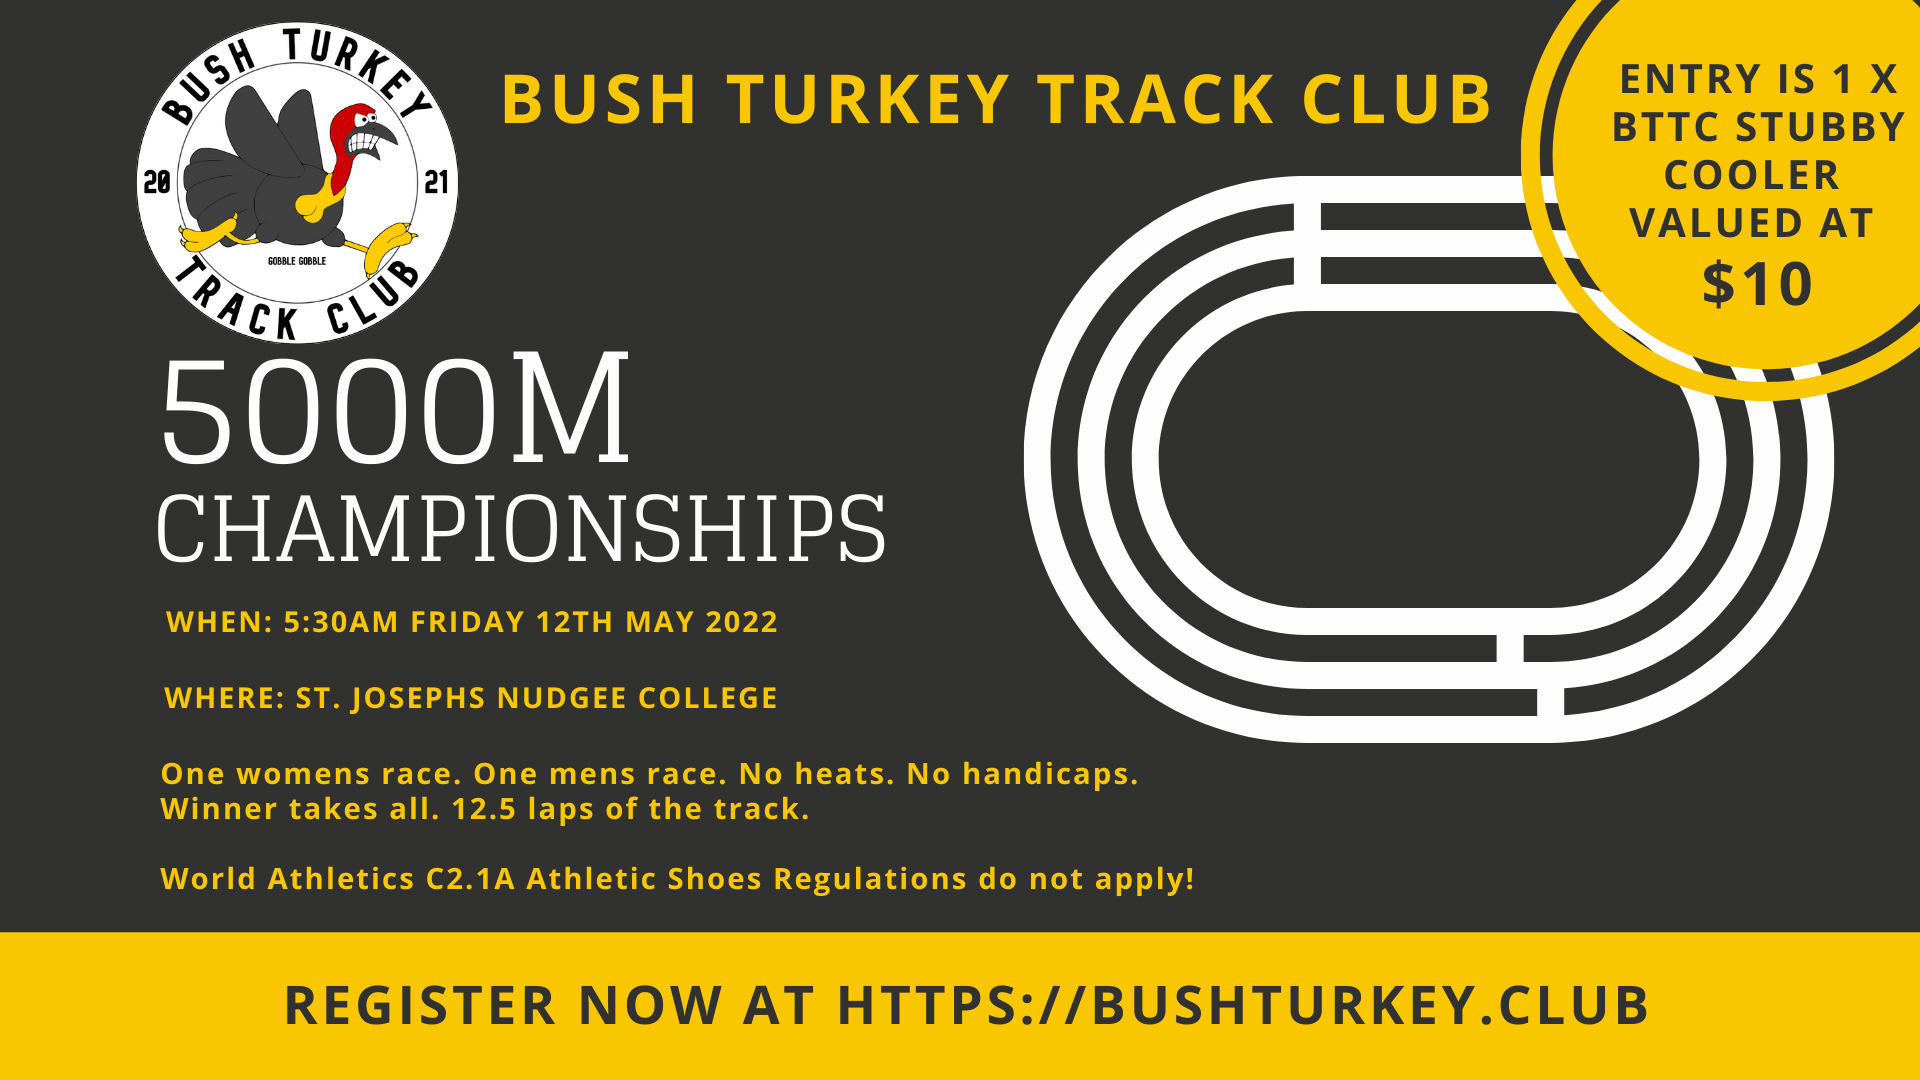 BUSH TURKEY
20 21
GOBBLE GOBBLE
TRACK CLUB
BUSH TURKEY TRACK CLUB
ENTRY IS 1 X
BTTC STUBBY
COOLER
VALUED AT
$10
5000M
CHAMPIONSHIPS
WHEN: 5:30AM FRIDAY 12TH MAY 2022
WHERE: ST. JOSEPHS NUDGEE COLLEGE
One womens race. One mens race. No heats. No handicaps.
Winner takes all. 12.5 laps of the track.
World Athletics C2.1A Athletic Shoes Regulations do not apply!
REGISTER NOW AT HTTPS://BUSHTURKEY.CLUB